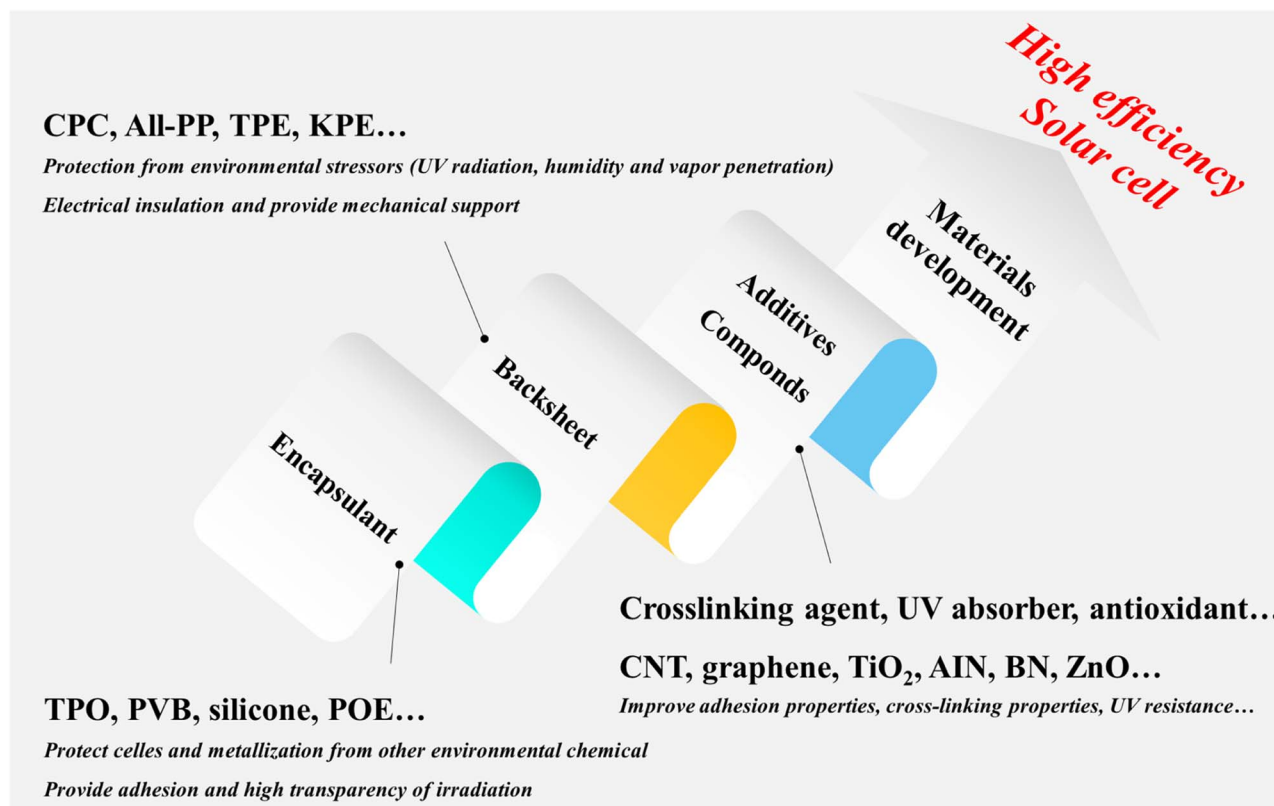 High efficiency
Solar cell
CPC, All-PP, TPE, KPE…
Protection from environmental stressors (UV radiation, humidity and vapor penetration)
Electrical insulation and provide mechanical support
Materials
development
Additives
Componds
Backsheet
Encapsulant
Crosslinking agent, UV absorber, antioxidant…
CNT, graphene, TiO₂, AIN, BN, ZnO…
Improve adhesion properties, cross-linking properties, UV resistance…
TPO, PVB, silicone, POE…
Protect celles and metallization from other environmental chemical
Provide adhesion and high transparency of irradiation